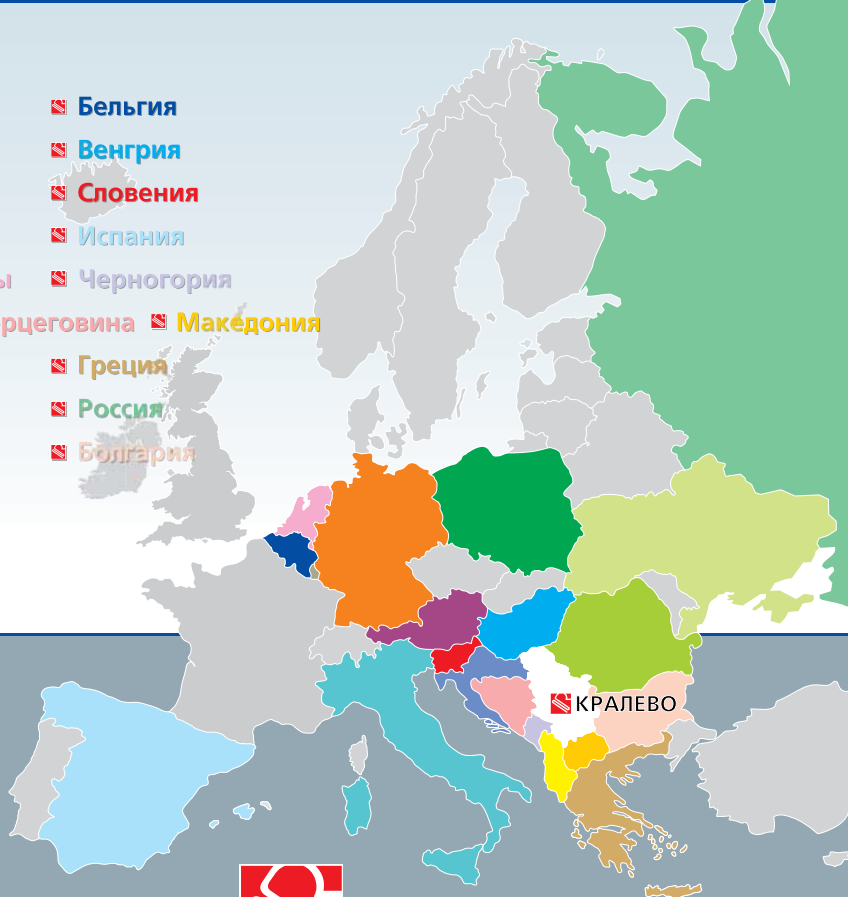 Бельгия
Венгрия
Словения
Испания
ы Черногория
рцеговина Македония
Греция
Россия
Болгария
КРАЛЕВО